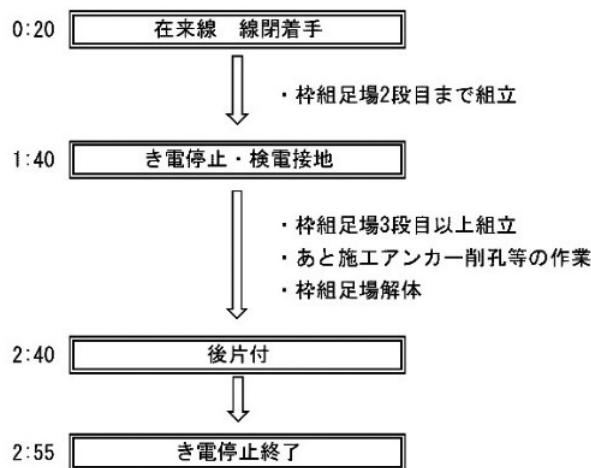 0:20 在来線　線閉着手
・枠組足場2段目まで組立
1:40 き電停止・検電接地
・枠組足場3段目以上組立
・あと施工アンカー削孔等の作業
・枠組足場解体
2:40 後片付
2:55 き電停止終了